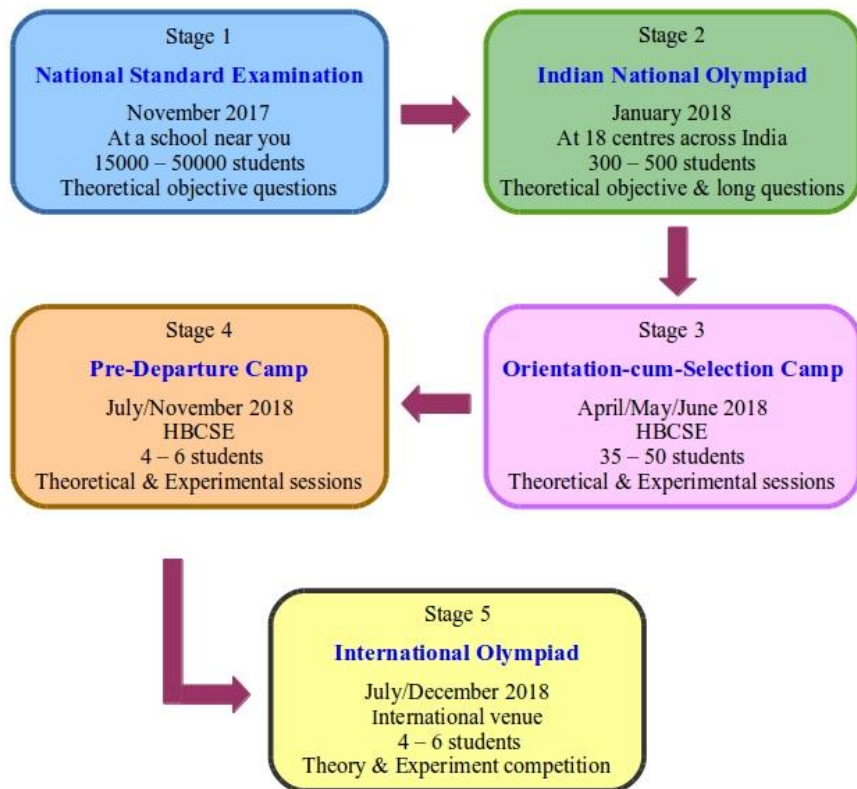 Stage 1
National Standard Examination
November 2017
At a school near you
15000 – 50000 students
Theoretical objective questions
Stage 2
Indian National Olympiad
January 2018
At 18 centres across India
300 – 500 students
Theoretical objective & long questions
Stage 3
Orientation-cum-Selection Camp
April/May/June 2018
HBCSE
35 – 50 students
Theoretical & Experimental sessions
Stage 4
Pre-Departure Camp
July/November 2018
HBCSE
4 – 6 students
Theoretical & Experimental sessions
Stage 5
International Olympiad
July/December 2018
International venue
4 – 6 students
Theory & Experiment competition